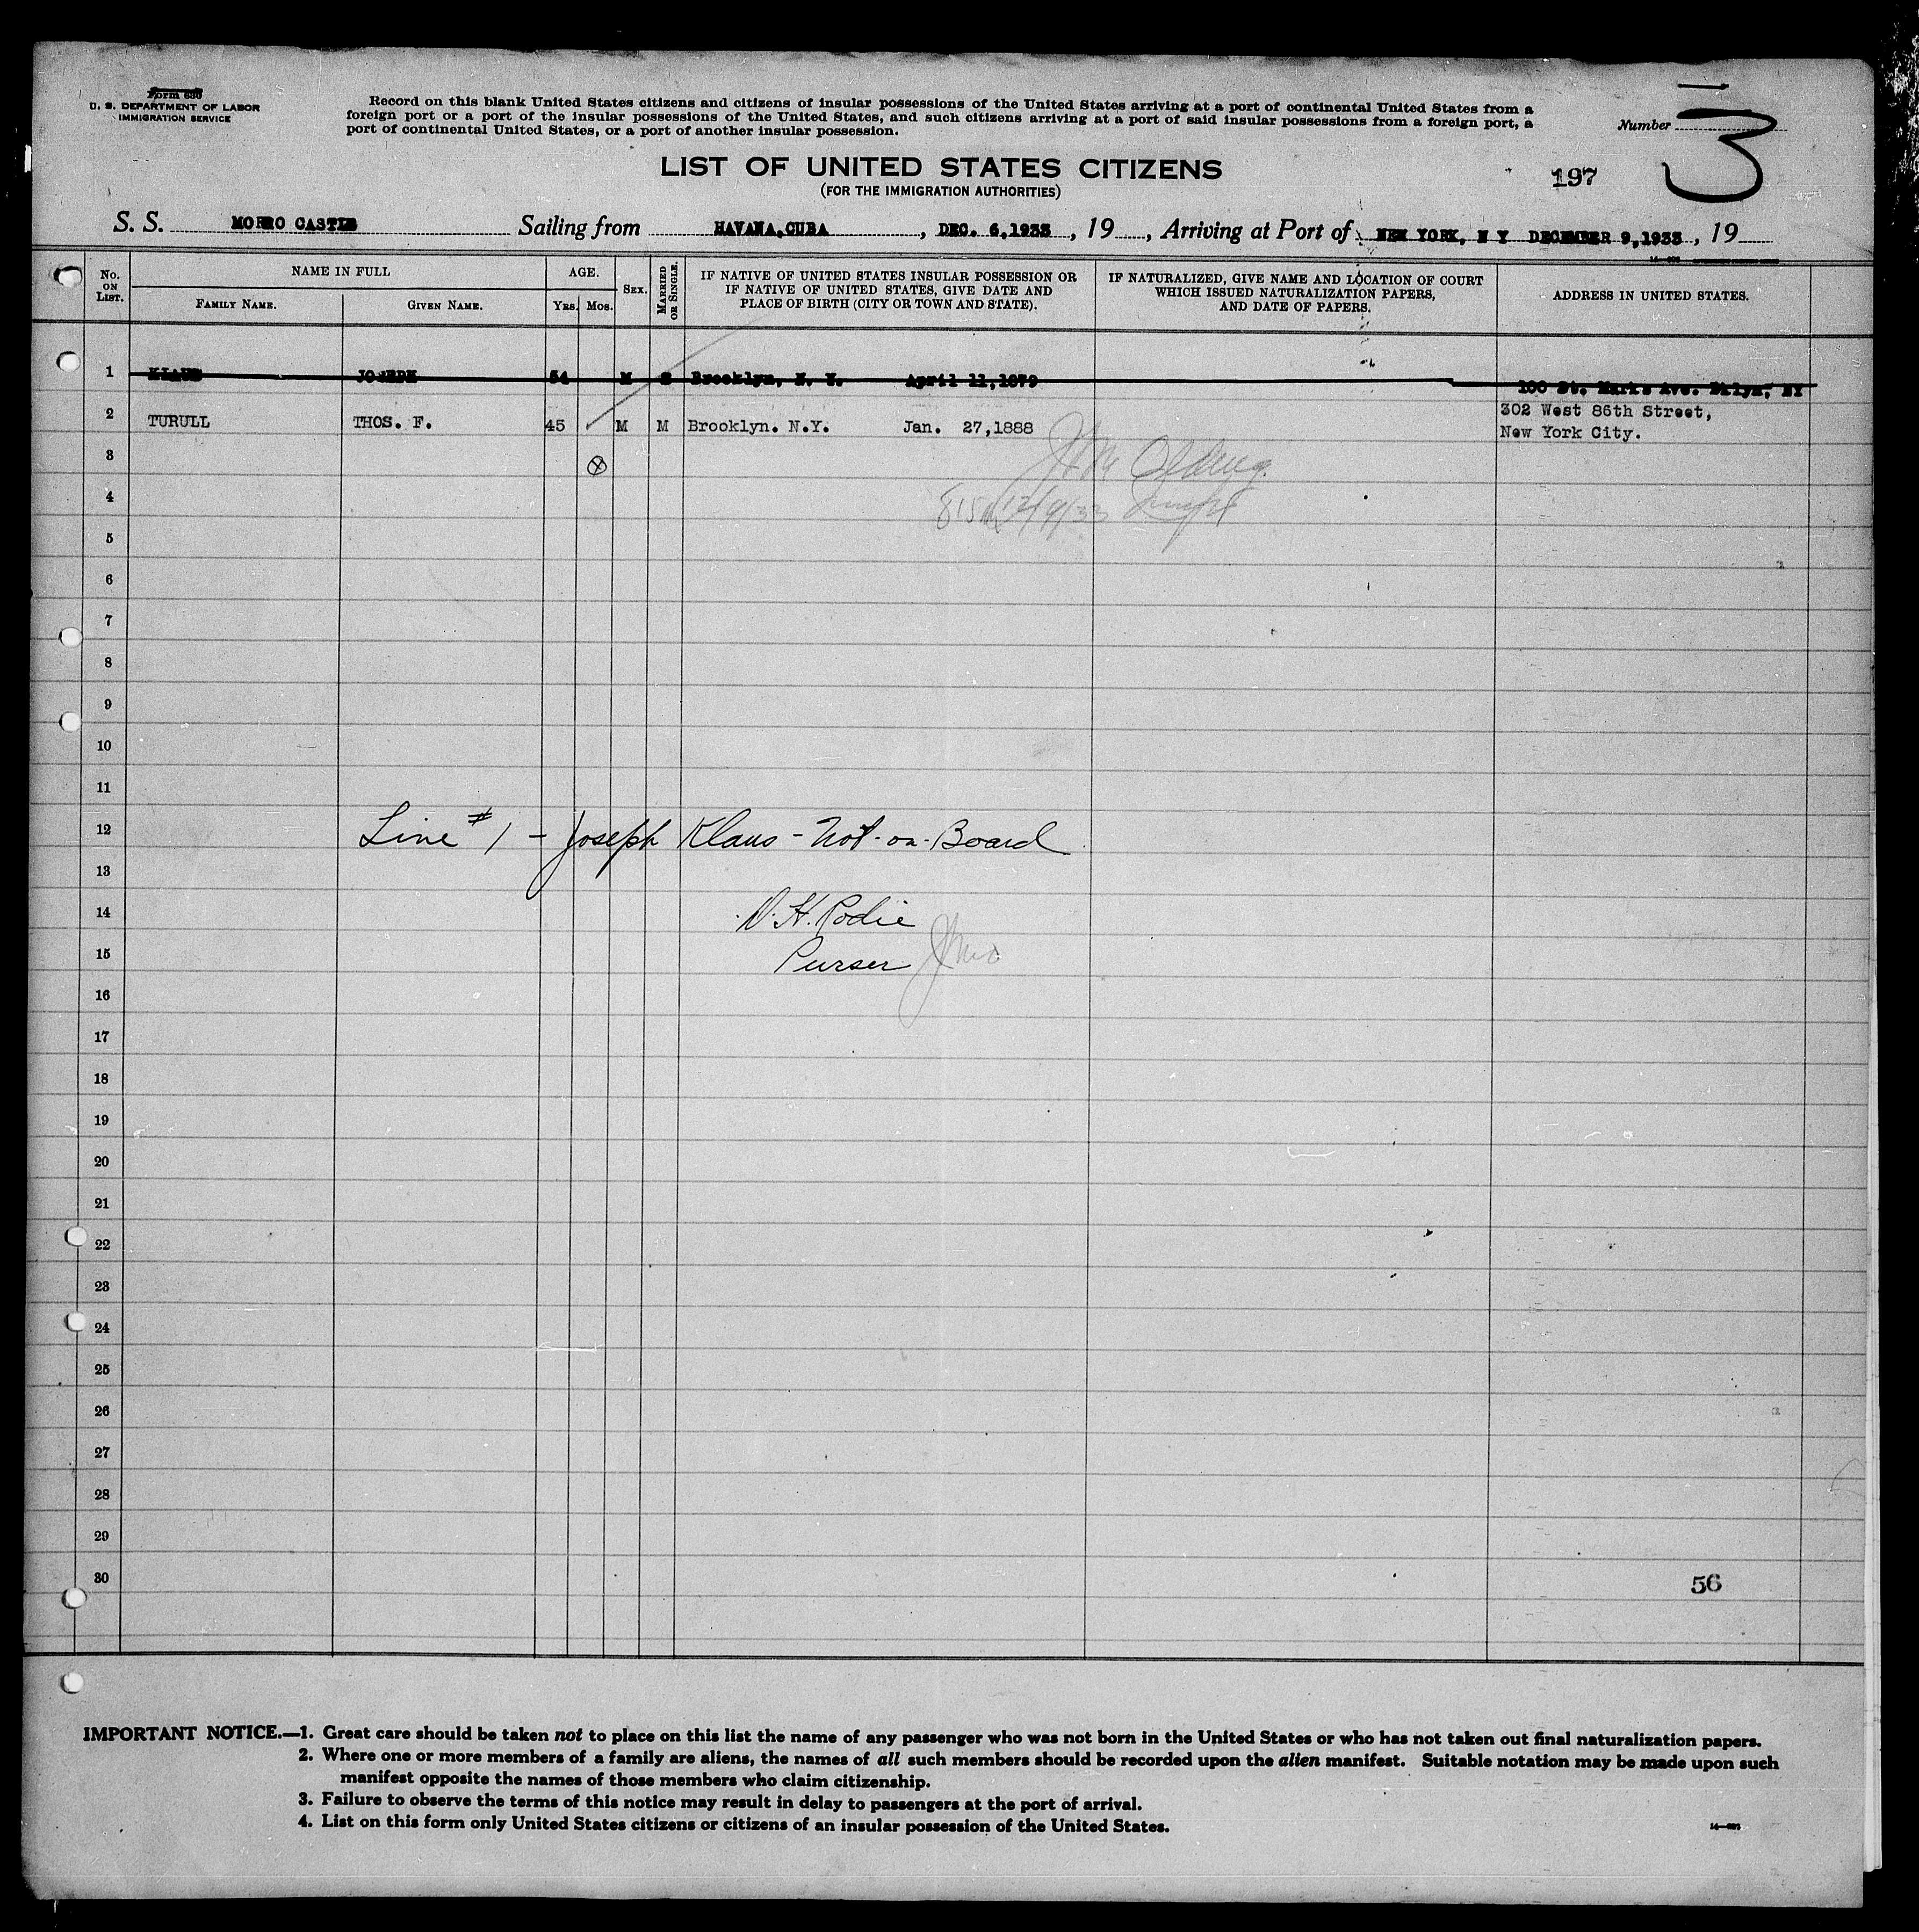 Form 630
U. S. DEPARTMENT OF LABOR
IMMIGRATION SERVICE
Record on this blank United States citizens and citizens of insular possessions of the United States arriving at a port of continental United States from a
foreign port or a port of the insular possessions of the United States, and such citizens arriving at a port of said insular possessions from a foreign port, a
port of continental United States, or a port of another insular possession.
Number 3
LIST OF UNITED STATES CITIZENS
(FOR THE IMMIGRATION AUTHORITIES)
197
S. S. MORRO CASTLE Sailing from HAVANA, CUBA, DEC. 6, 1933, 19, Arriving at Port of NEW YORK, N Y DECEMBER 9, 1933, 19
No. ON LIST.
NAME IN FULL
FAMILY NAME.
GIVEN NAME.
AGE.
YRS. MOS.
SEX.
MARRIED OR SINGLE.
IF NATIVE OF UNITED STATES INSULAR POSSESSION OR
IF NATIVE OF UNITED STATES, GIVE DATE AND
PLACE OF BIRTH (CITY OR TOWN AND STATE).
IF NATURALIZED, GIVE NAME AND LOCATION OF COURT
WHICH ISSUED NATURALIZATION PAPERS,
AND DATE OF PAPERS.
ADDRESS IN UNITED STATES.
1 KLAUS JOSEPH 54 M S Brooklyn, N. Y. April 11, 1879 100 St. Marks Ave. Brlyn, NY
2 TURULL THOS. F. 45 M M Brooklyn. N.Y. Jan. 27, 1888 302 West 86th Street,
New York City.
3
4 12/9/33
5
6
7
8
9
10
11
12 Line #1 - Joseph Klaus - Not-on-Board
13
14 D. H. Rodie
15 Purser
16
17
18
19
20
21
22
23
24
25
26
27
28
29
30
56
IMPORTANT NOTICE.—1. Great care should be taken not to place on this list the name of any passenger who was not born in the United States or who has not taken out final naturalization papers.
2. Where one or more members of a family are aliens, the names of all such members should be recorded upon the alien manifest. Suitable notation may be made upon such
manifest opposite the names of those members who claim citizenship.
3. Failure to observe the terms of this notice may result in delay to passengers at the port of arrival.
4. List on this form only United States citizens or citizens of an insular possession of the United States.